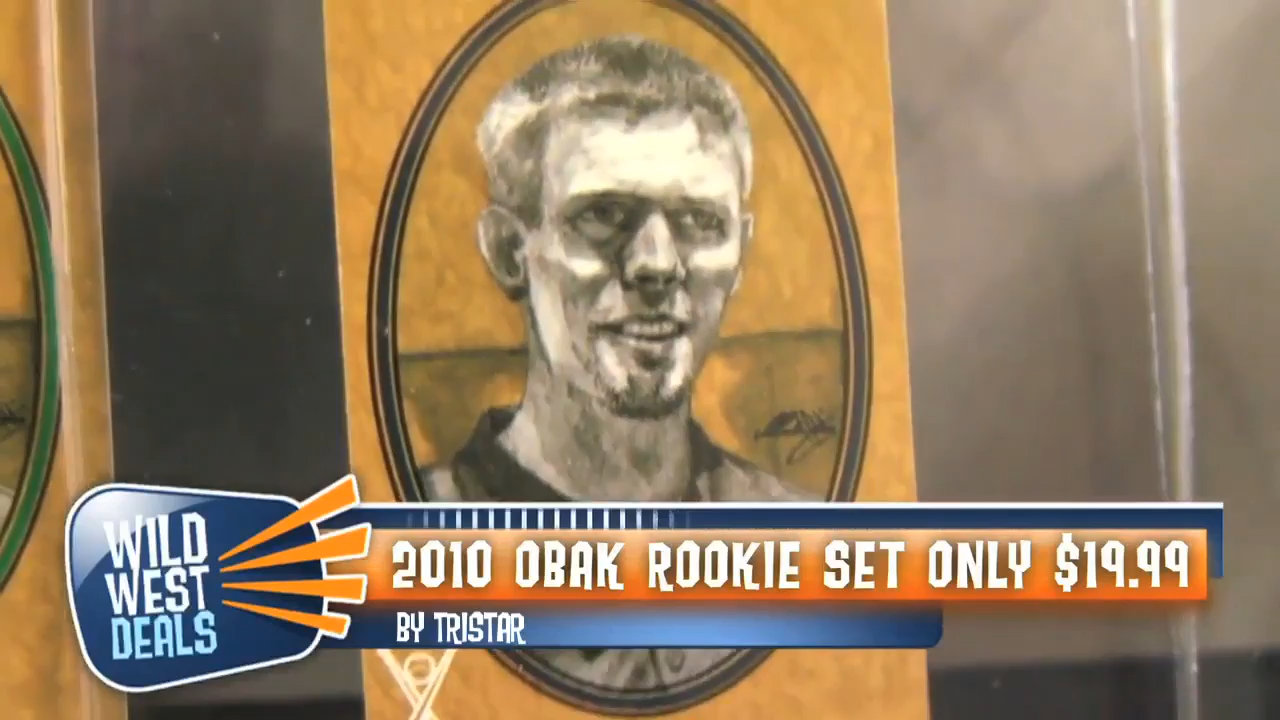 WILD
WEST
DEALS
2010 OBAK ROOKIE SET ONLY $19.99
BY TRISTAR